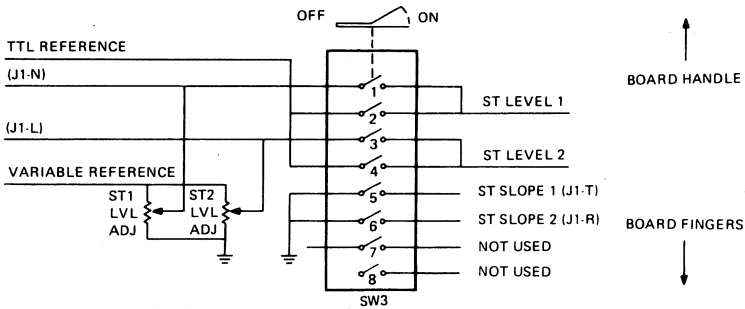 OFF ON
TTL REFERENCE
(J1-N)
BOARD HANDLE
1
ST LEVEL 1
2
(J1-L)
3
ST LEVEL 2
4
VARIABLE REFERENCE
ST1 LVL ADJ
ST2 LVL ADJ
5
ST SLOPE 1 (J1-T)
6
ST SLOPE 2 (J1-R)
BOARD FINGERS
7
NOT USED
8
NOT USED
SW3